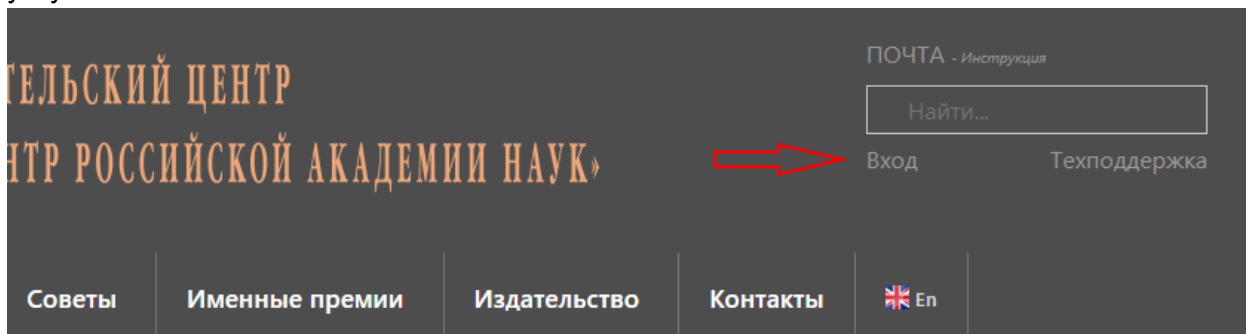 ПОЧТА - Инструкция
ТЕЛЬСКИЙ ЦЕНТР
Найти...
НТР РОССИЙСКОЙ АКАДЕМИИ НАУК»
Вход Техподдержка
Советы Именные премии Издательство Контакты En